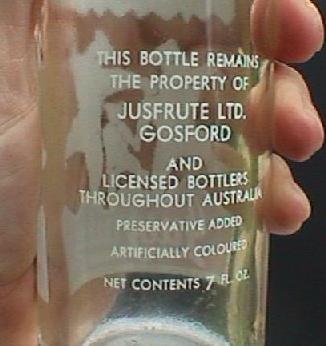 THIS BOTTLE REMAINS
THE PROPERTY OF
JUSFRUTE LTD.
GOSFORD
AND
LICENSED BOTTLERS
THROUGHOUT AUSTRALIA
PRESERVATIVE ADDED
ARTIFICIALLY COLOURED
NET CONTENTS 7 FL. OZ.